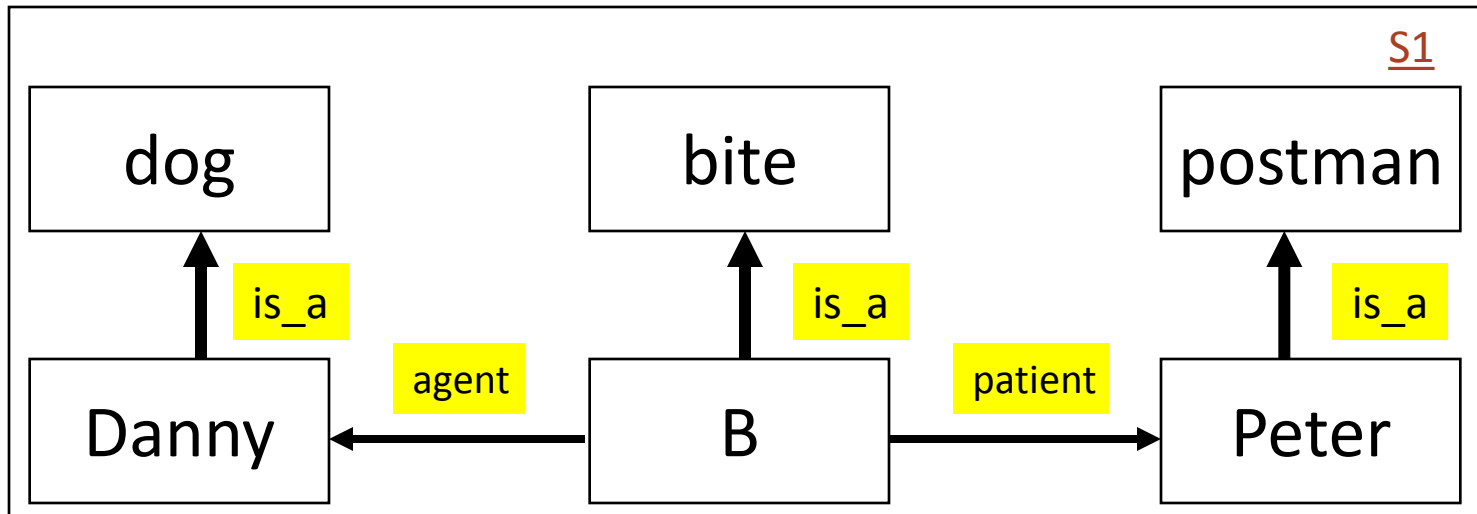 S1
dog
bite
postman
is_a
is_a
is_a
agent
patient
Danny
B
Peter